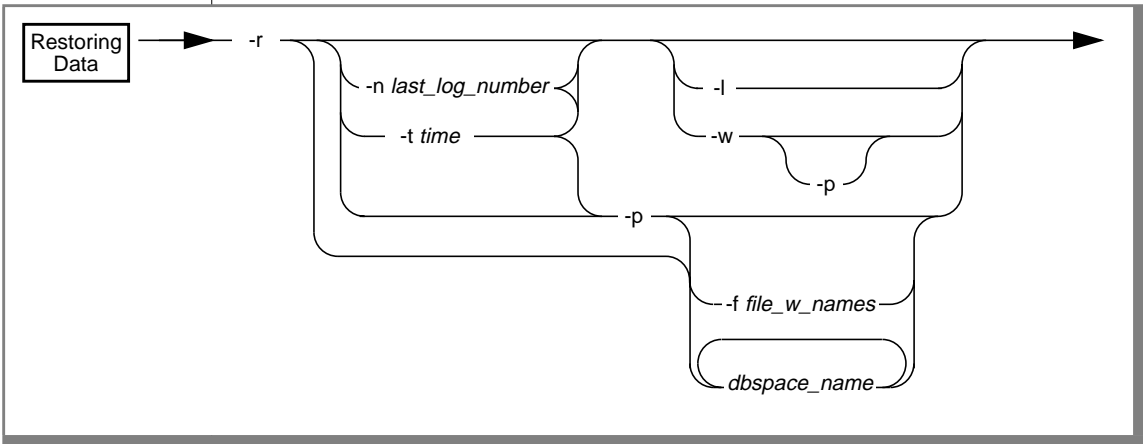 Restoring
Data
-r
-n last_log_number
-l
-t time
-w
-p
-p
-f file_w_names
dbspace_name